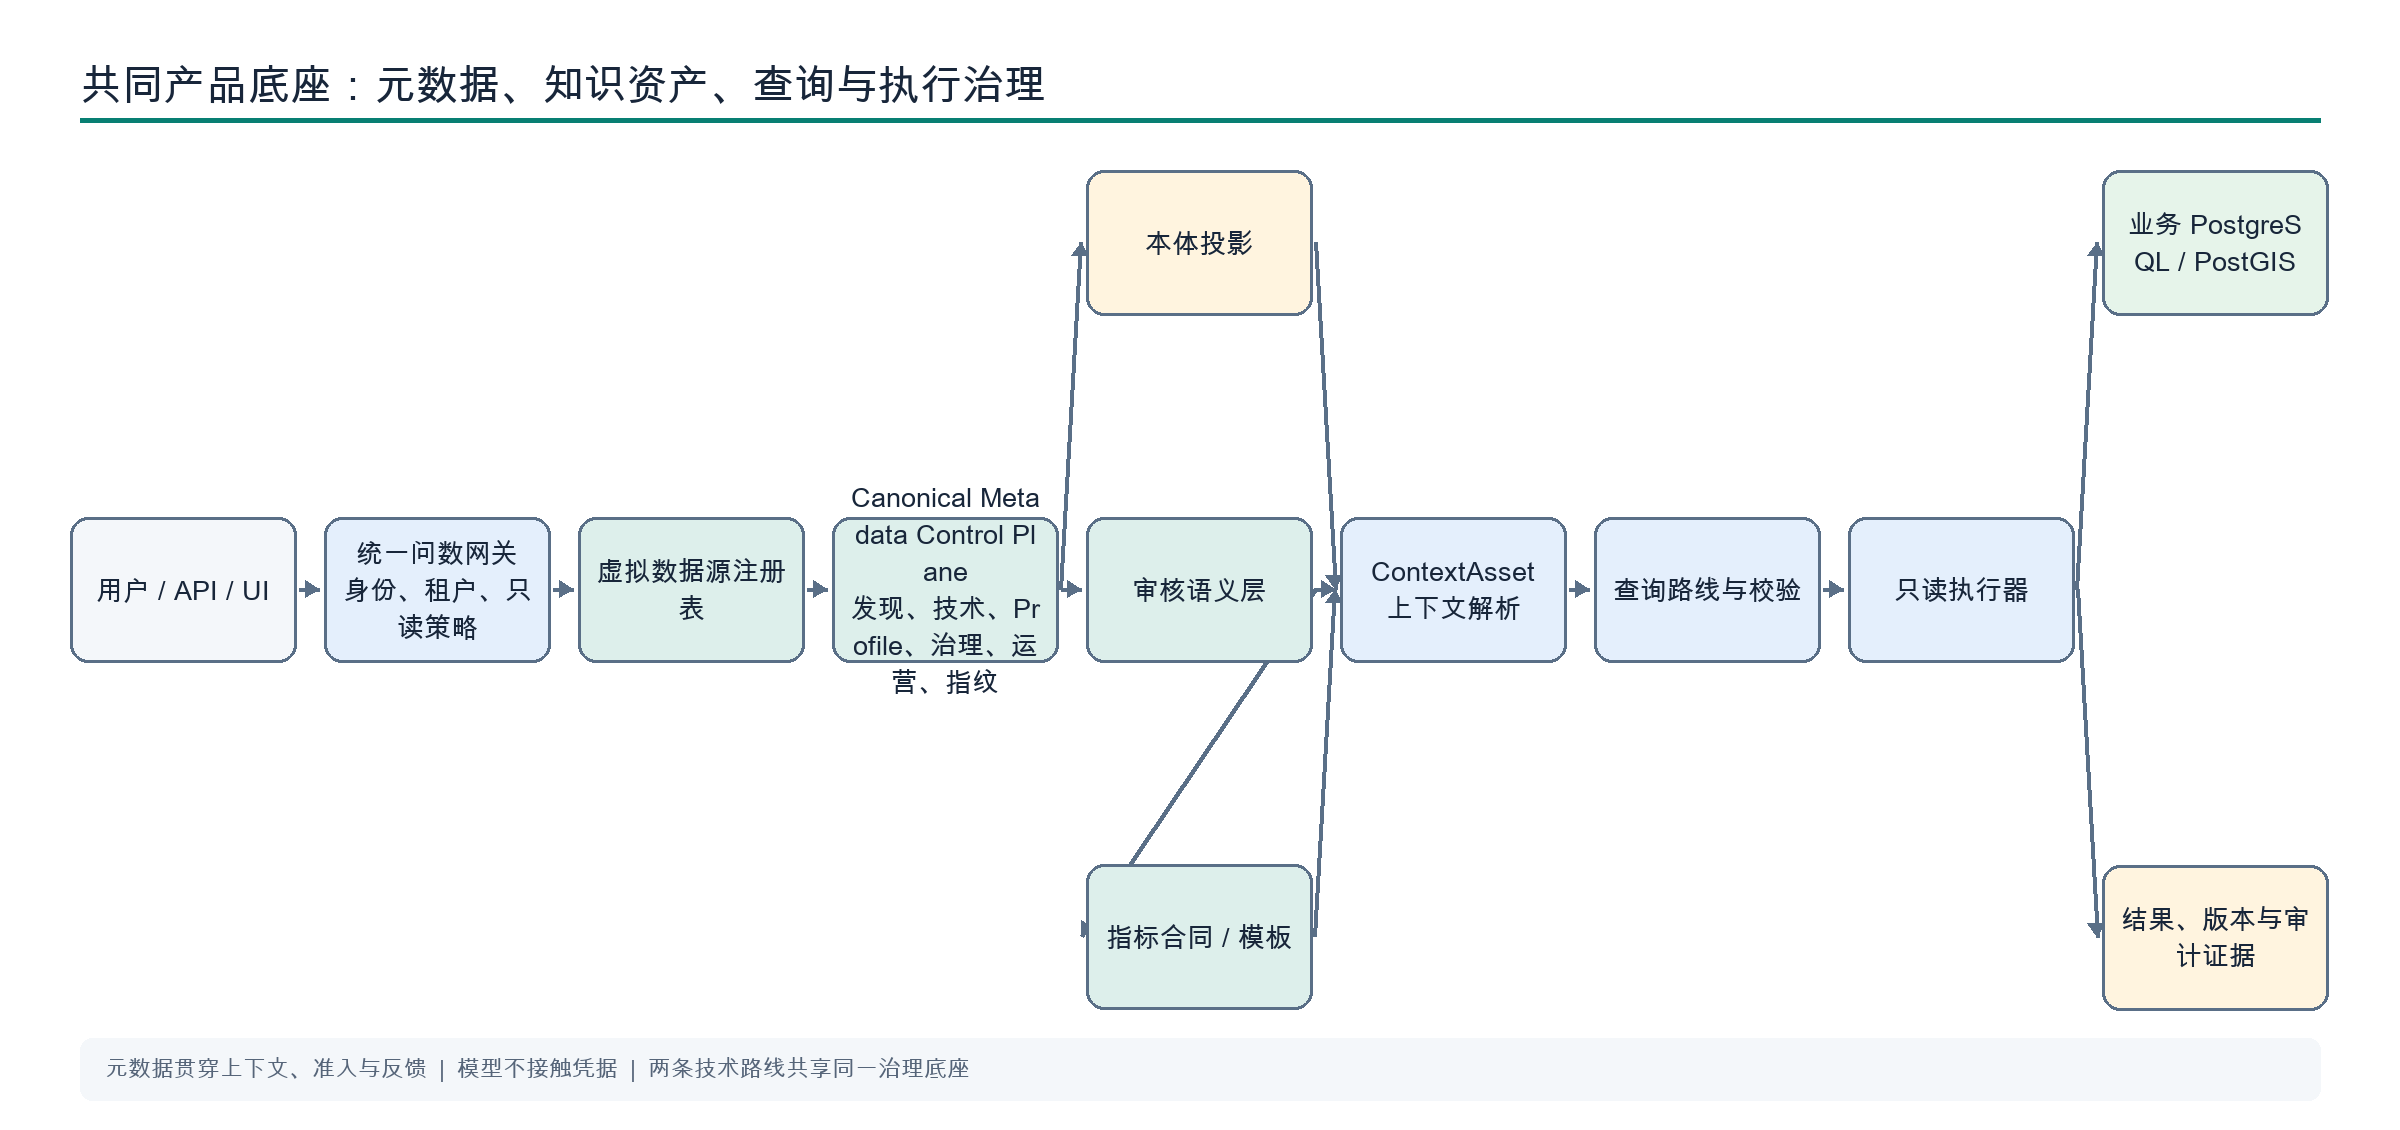 共同产品底座：元数据、知识资产、查询与执行治理
本体投影
业务 PostgreS
QL / PostGIS
用户 / API / UI
统一问数网关
身份、租户、只
读策略
虚拟数据源注册
表
Canonical Meta
data Control Pl
ane
发现、技术、Pr
ofile、治理、运
营、指纹
审核语义层
ContextAsset
上下文解析
查询路线与校验
只读执行器
指标合同 / 模板
结果、版本与审
计证据
元数据贯穿上下文、准入与反馈 | 模型不接触凭据 | 两条技术路线共享同一治理底座